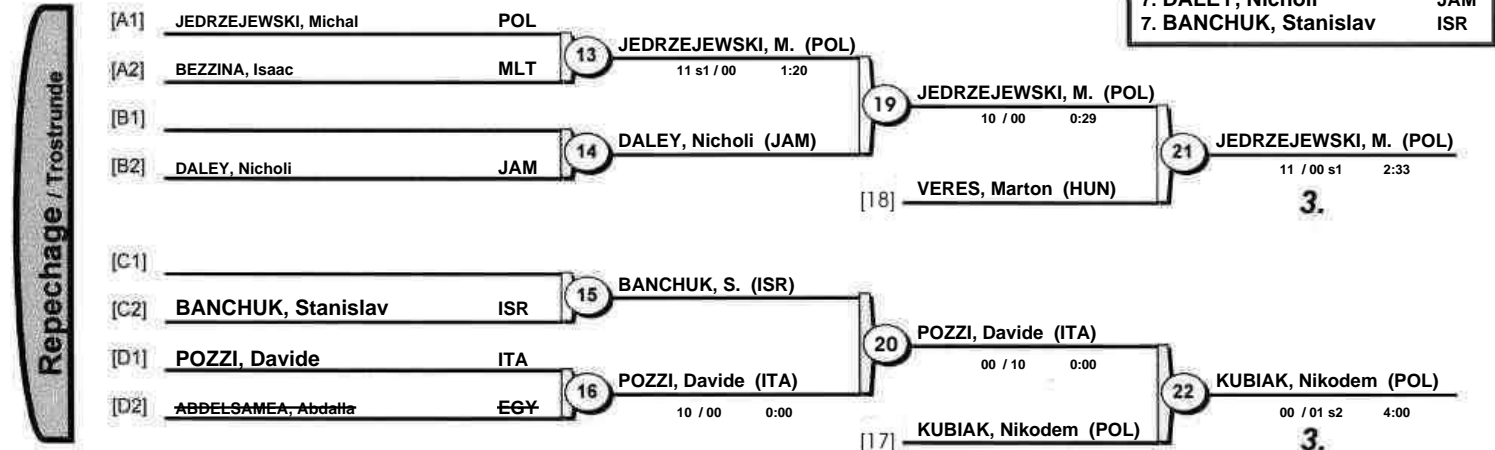 7. DALEY, Nicholi JAM
7. BANCHUK, Stanislav ISR
Repechage / Trostrunde
[A1] JEDRZEJEWSKI, Michal POL
13 JEDRZEJEWSKI, M. (POL)
[A2] BEZZINA, Isaac MLT
11 s1 / 00 1:20
19 JEDRZEJEWSKI, M. (POL)
10 / 00 0:29
[B1]
14 DALEY, Nicholi (JAM)
21 JEDRZEJEWSKI, M. (POL)
[B2] DALEY, Nicholi JAM
11 / 00 s1 2:33
[18] VERES, Marton (HUN)
3.
[C1]
15 BANCHUK, S. (ISR)
[C2] BANCHUK, Stanislav ISR
20 POZZI, Davide (ITA)
[D1] POZZI, Davide ITA
00 / 10 0:00
16 POZZI, Davide (ITA)
22 KUBIAK, Nikodem (POL)
[D2] ABDELSAMEA, Abdalla EGY
10 / 00 0:00
00 / 01 s2 4:00
[17] KUBIAK, Nikodem (POL)
3.